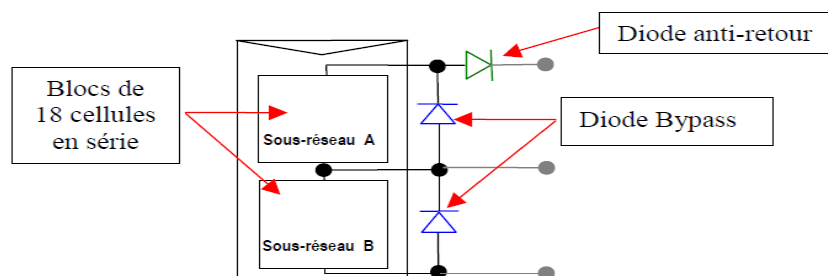 Diode anti-retour
Blocs de
18 cellules
en série
Sous-réseau A
Diode Bypass
Sous-réseau B